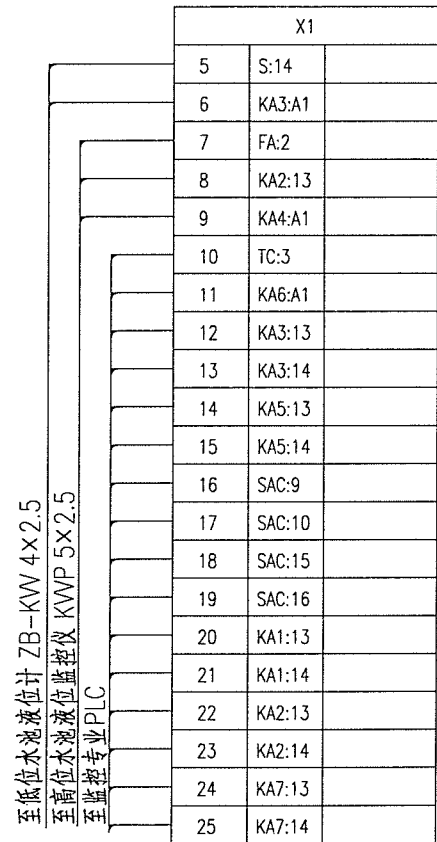 X1
5 S:14
6 KA3:A1
7 FA:2
8 KA2:13
9 KA4:A1
10 TC:3
11 KA6:A1
12 KA3:13
13 KA3:14
14 KA5:13
15 KA5:14
16 SAC:9
17 SAC:10
18 SAC:15
19 SAC:16
20 KA1:13
21 KA1:14
22 KA2:13
23 KA2:14
24 KA7:13
25 KA7:14
至低位水池液位计 ZB-KW 4×2.5
至高位水池液位监控仪 KWP 5×2.5
至监控专业PLC